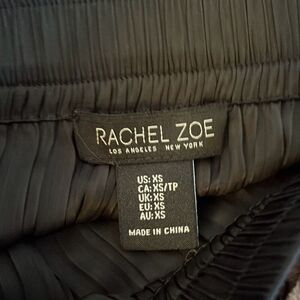 RACHEL ZOE
LOS ANGELES NEW YORK
US: XS
CA: XS/TP
UK: XS
EU: XS
AU: XS
MADE IN CHINA